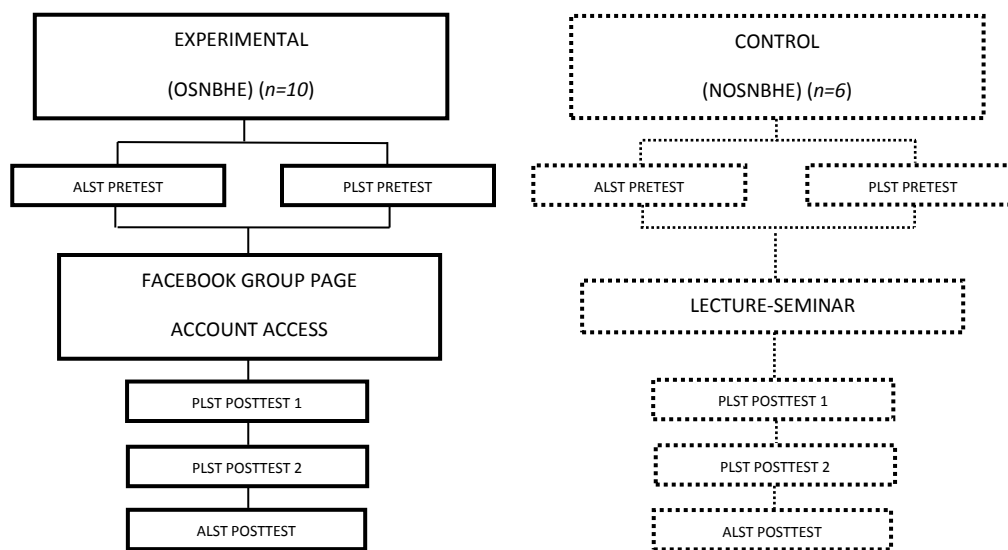 EXPERIMENTAL
(OSNBHE) (n=10)
ALST PRETEST
PLST PRETEST
FACEBOOK GROUP PAGE
ACCOUNT ACCESS
PLST POSTTEST 1
PLST POSTTEST 2
ALST POSTTEST
CONTROL
(NOSNBHE) (n=6)
ALST PRETEST
PLST PRETEST
LECTURE-SEMINAR
PLST POSTTEST 1
PLST POSTTEST 2
ALST POSTTEST